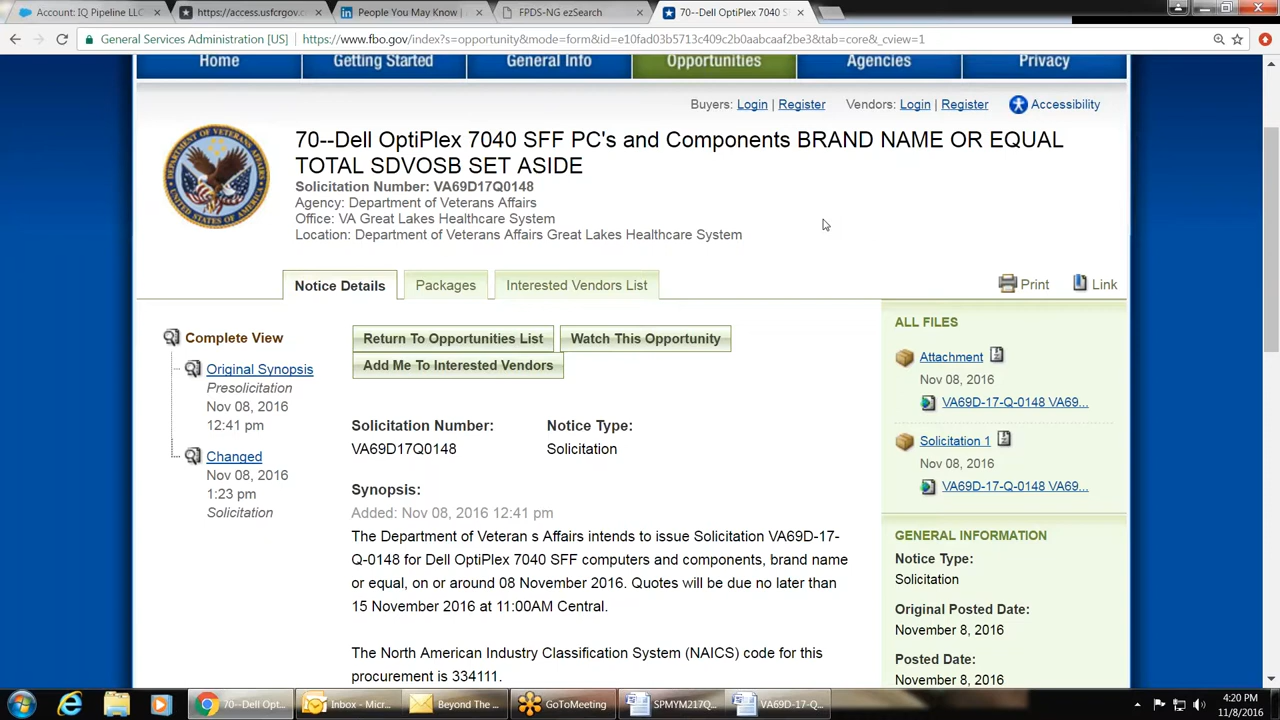 Account: IQ Pipeline LLC
https://access.usfcrgov.c
People You May Know |
FPDS-NG ezSearch
70--Dell OptiPlex 7040 S
General Services Administration [US]
https://www.fbo.gov/index?s=opportunity&mode=form&id=e10fad03b5713c409c2b0aabcaaf2be3&tab=core&_cview=1
Home
Getting Started
General Info
Opportunities
Agencies
Privacy
Buyers: Login | Register Vendors: Login | Register Accessibility
70--Dell OptiPlex 7040 SFF PC's and Components BRAND NAME OR EQUAL
TOTAL SDVOSB SET ASIDE
Solicitation Number: VA69D17Q0148
Agency: Department of Veterans Affairs
Office: VA Great Lakes Healthcare System
Location: Department of Veterans Affairs Great Lakes Healthcare System
Notice Details
Packages
Interested Vendors List
Print
Link
Complete View
Original Synopsis
Presolicitation
Nov 08, 2016
12:41 pm
Changed
Nov 08, 2016
1:23 pm
Solicitation
Return To Opportunities List
Watch This Opportunity
Add Me To Interested Vendors
Solicitation Number:
VA69D17Q0148
Notice Type:
Solicitation
Synopsis:
Added: Nov 08, 2016 12:41 pm
The Department of Veteran s Affairs intends to issue Solicitation VA69D-17-
Q-0148 for Dell OptiPlex 7040 SFF computers and components, brand name
or equal, on or around 08 November 2016. Quotes will be due no later than
15 November 2016 at 11:00AM Central.
The North American Industry Classification System (NAICS) code for this
procurement is 334111.
ALL FILES
Attachment
Nov 08, 2016
VA69D-17-Q-0148 VA69...
Solicitation 1
Nov 08, 2016
VA69D-17-Q-0148 VA69...
GENERAL INFORMATION
Notice Type:
Solicitation
Original Posted Date:
November 8, 2016
Posted Date:
November 8, 2016
70--Dell Opt...
Inbox - Micr...
Beyond The ...
GoToMeeting
SPMYM217Q...
VA69D-17-Q...
4:20 PM
11/8/2016